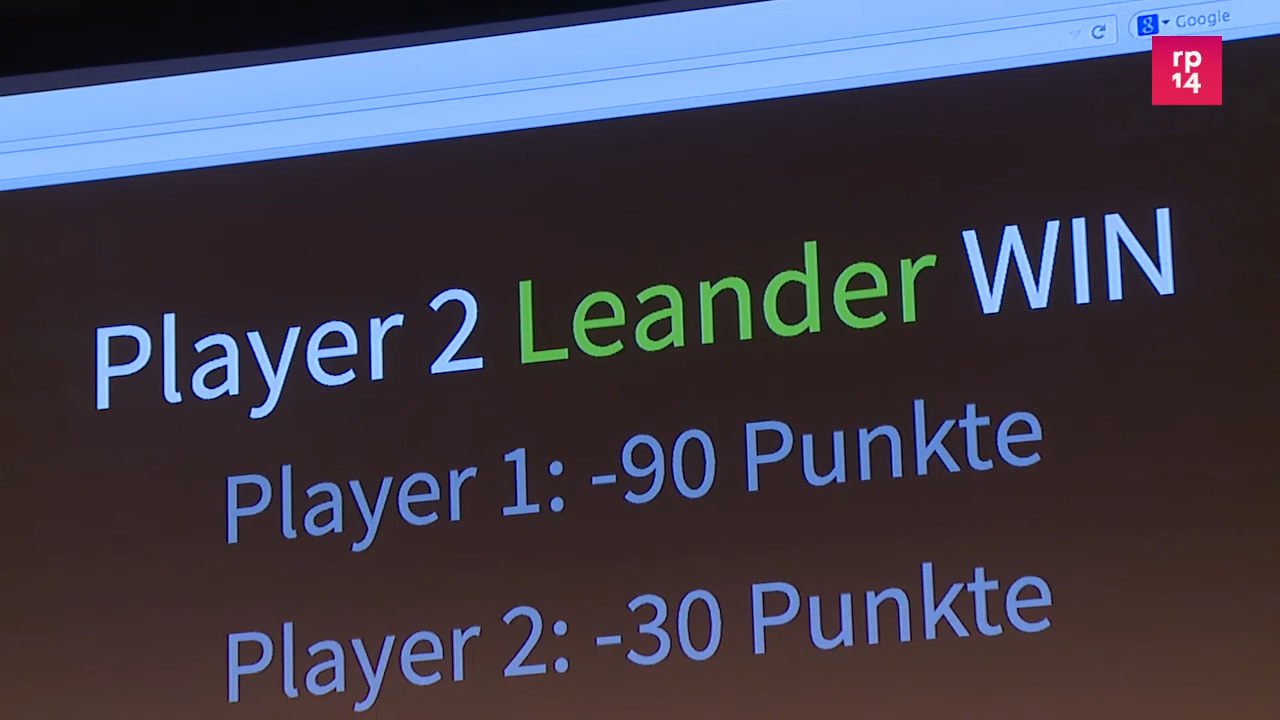 Google
rp
14
Player 2 Leander WIN
Player 1: -90 Punkte
Player 2: -30 Punkte